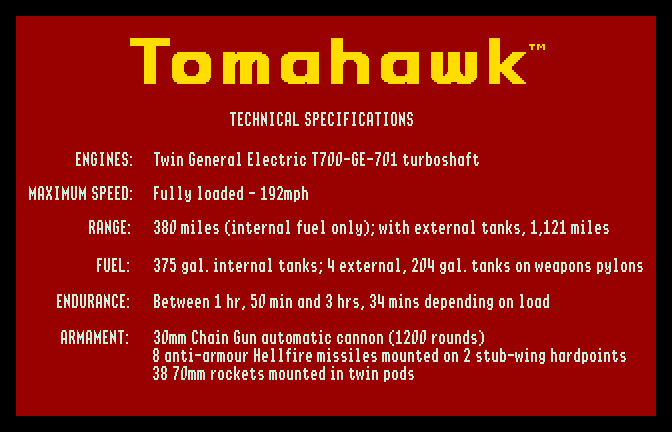 Tomahawk™
TECHNICAL SPECIFICATIONS
ENGINES: Twin General Electric T700-GE-701 turboshaft
MAXIMUM SPEED: Fully loaded - 192mph
RANGE: 380 miles (internal fuel only); with external tanks, 1,121 miles
FUEL: 375 gal. internal tanks; 4 external, 204 gal. tanks on weapons pylons
ENDURANCE: Between 1 hr, 50 min and 3 hrs, 34 mins depending on load
ARMAMENT: 30mm Chain Gun automatic cannon (1200 rounds)
8 anti-armour Hellfire missiles mounted on 2 stub-wing hardpoints
38 70mm rockets mounted in twin pods